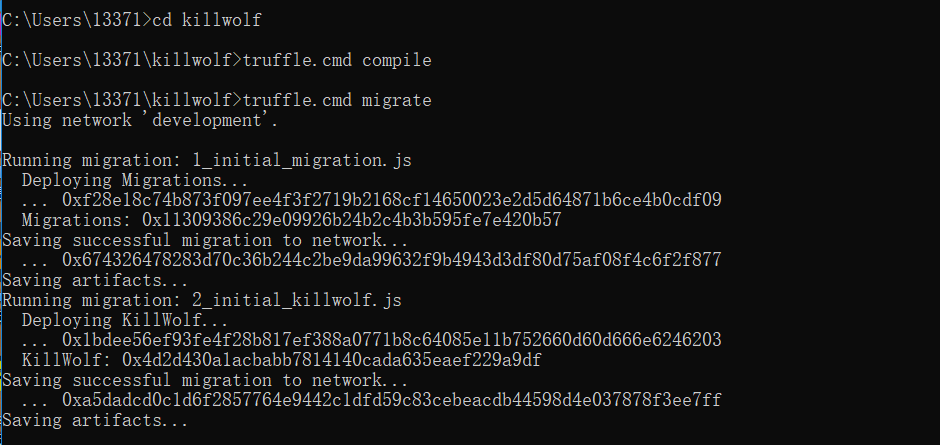 C:\Users\13371>cd killwolf
C:\Users\13371\killwolf>truffle.cmd compile
C:\Users\13371\killwolf>truffle.cmd migrate
Using network 'development'.
Running migration: 1_initial_migration.js
  Deploying Migrations...
  ... 0xf28e18c74b873f097ee4f3f2719b2168cf14650023e2d5d64871b6ce4b0cdf09
  Migrations: 0x11309386c29e09926b24b2c4b3b595fe7e420b57
Saving successful migration to network...
  ... 0x674326478283d70c36b244c2be9da99632f9b4943d3df80d75af08f4c6f2f877
Saving artifacts...
Running migration: 2_initial_killwolf.js
  Deploying KillWolf...
  ... 0x1bdee56ef93fe4f28b817ef388a0771b8c64085e11b752660d60d666e6246203
  KillWolf: 0x4d2d430a1acbabb7814140cada635eaef229a9df
Saving successful migration to network...
  ... 0xa5dadcd0c1d6f2857764e9442c1dfd59c83cebeacdb44598d4e037878f3ee7ff
Saving artifacts...